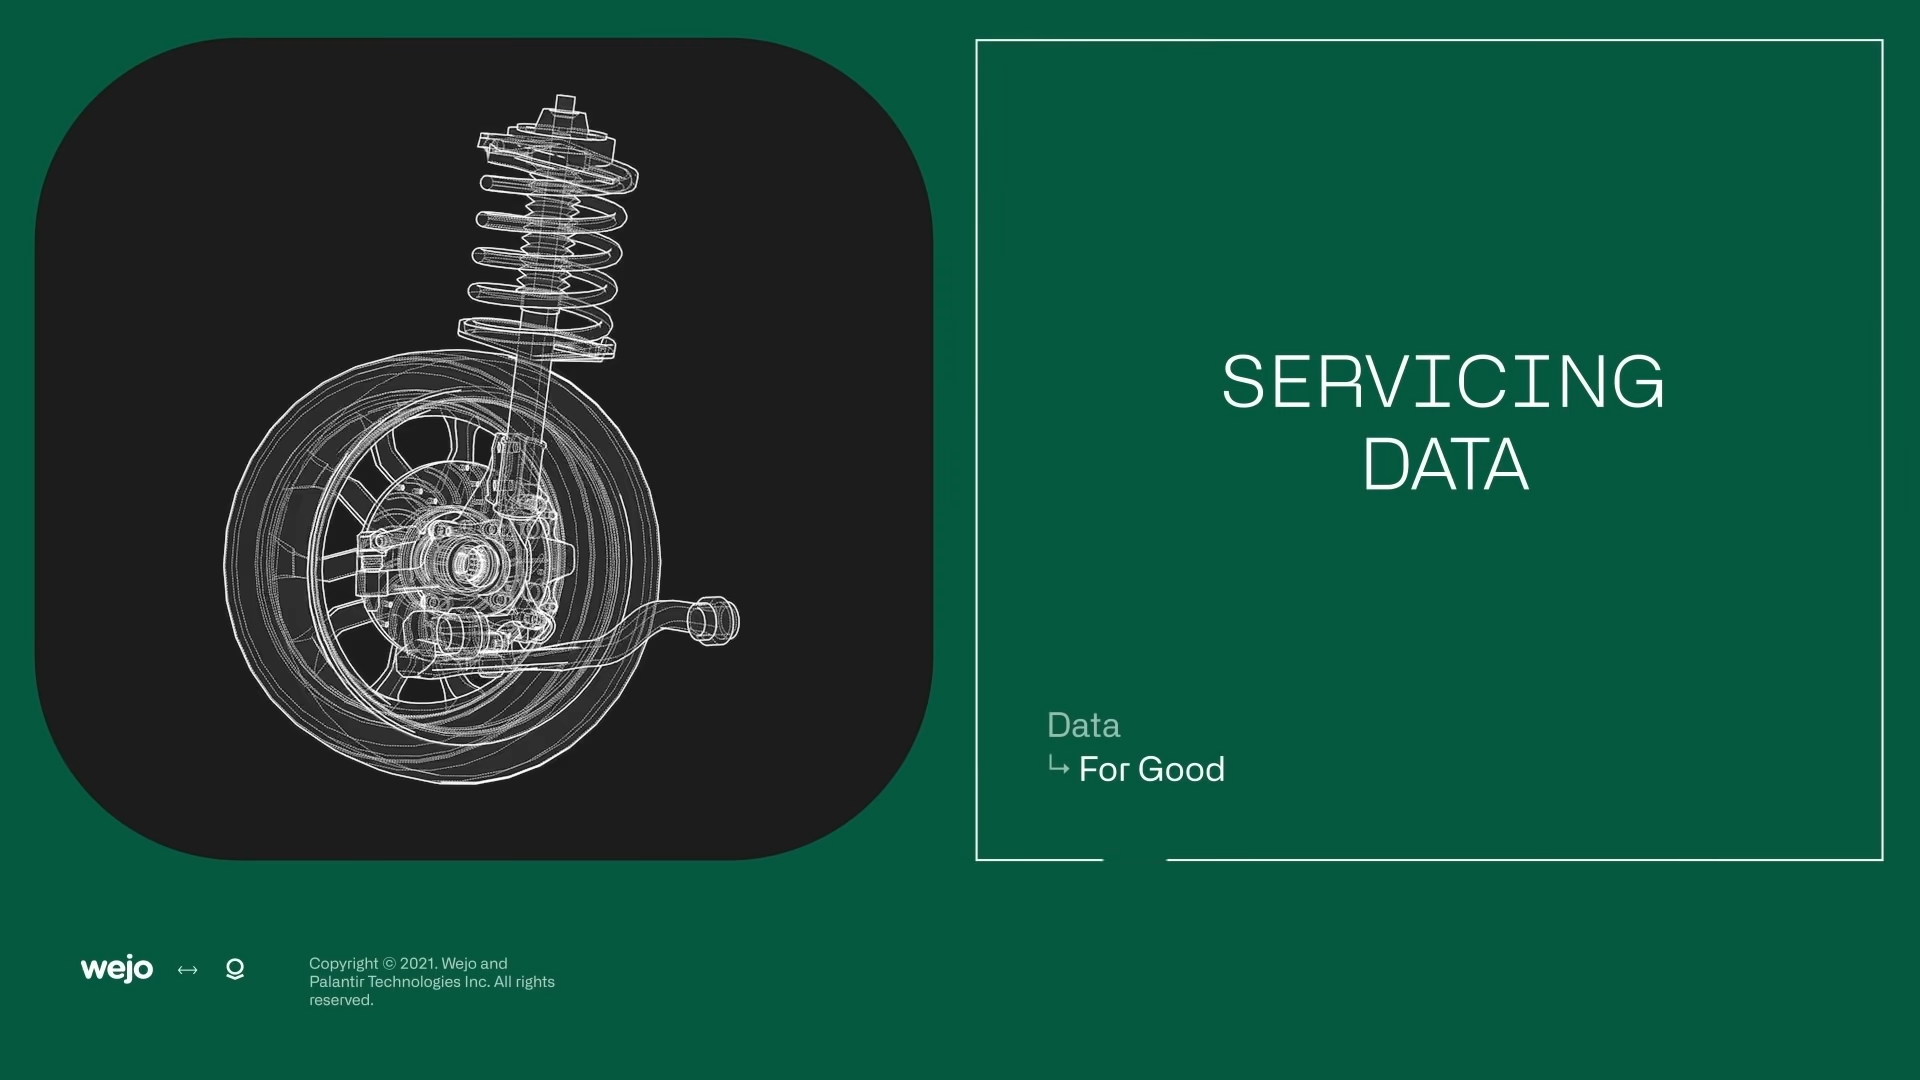 SERVICING
DATA
Data
↳ For Good
wejo
Copyright © 2021. Wejo and
Palantir Technologies Inc. All rights
reserved.